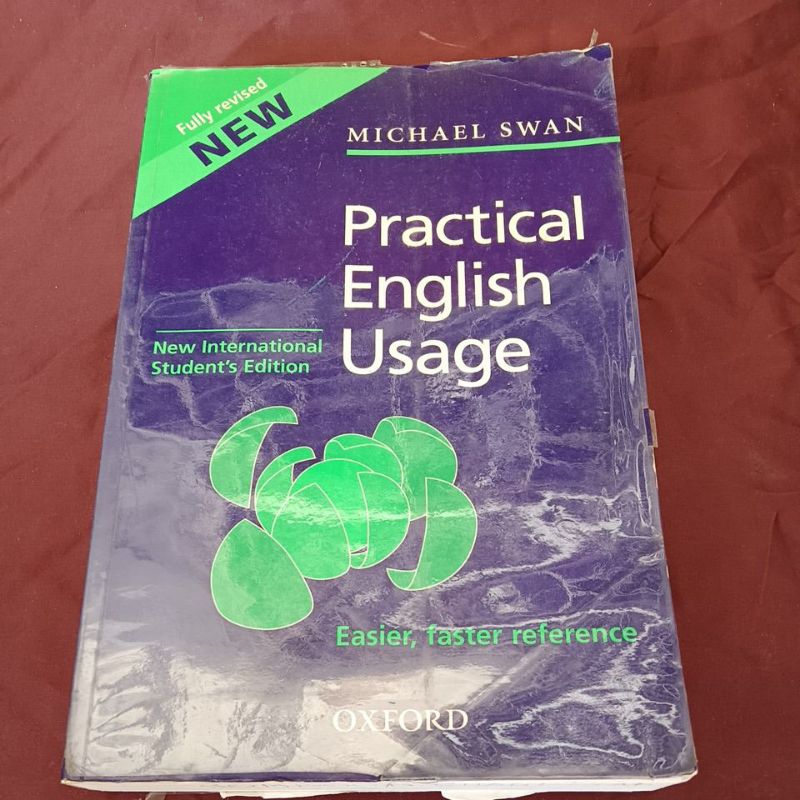 Fully revised
NEW
MICHAEL SWAN
Practical
English
Usage
New International
Student's Edition
Easier, faster reference
OXFORD